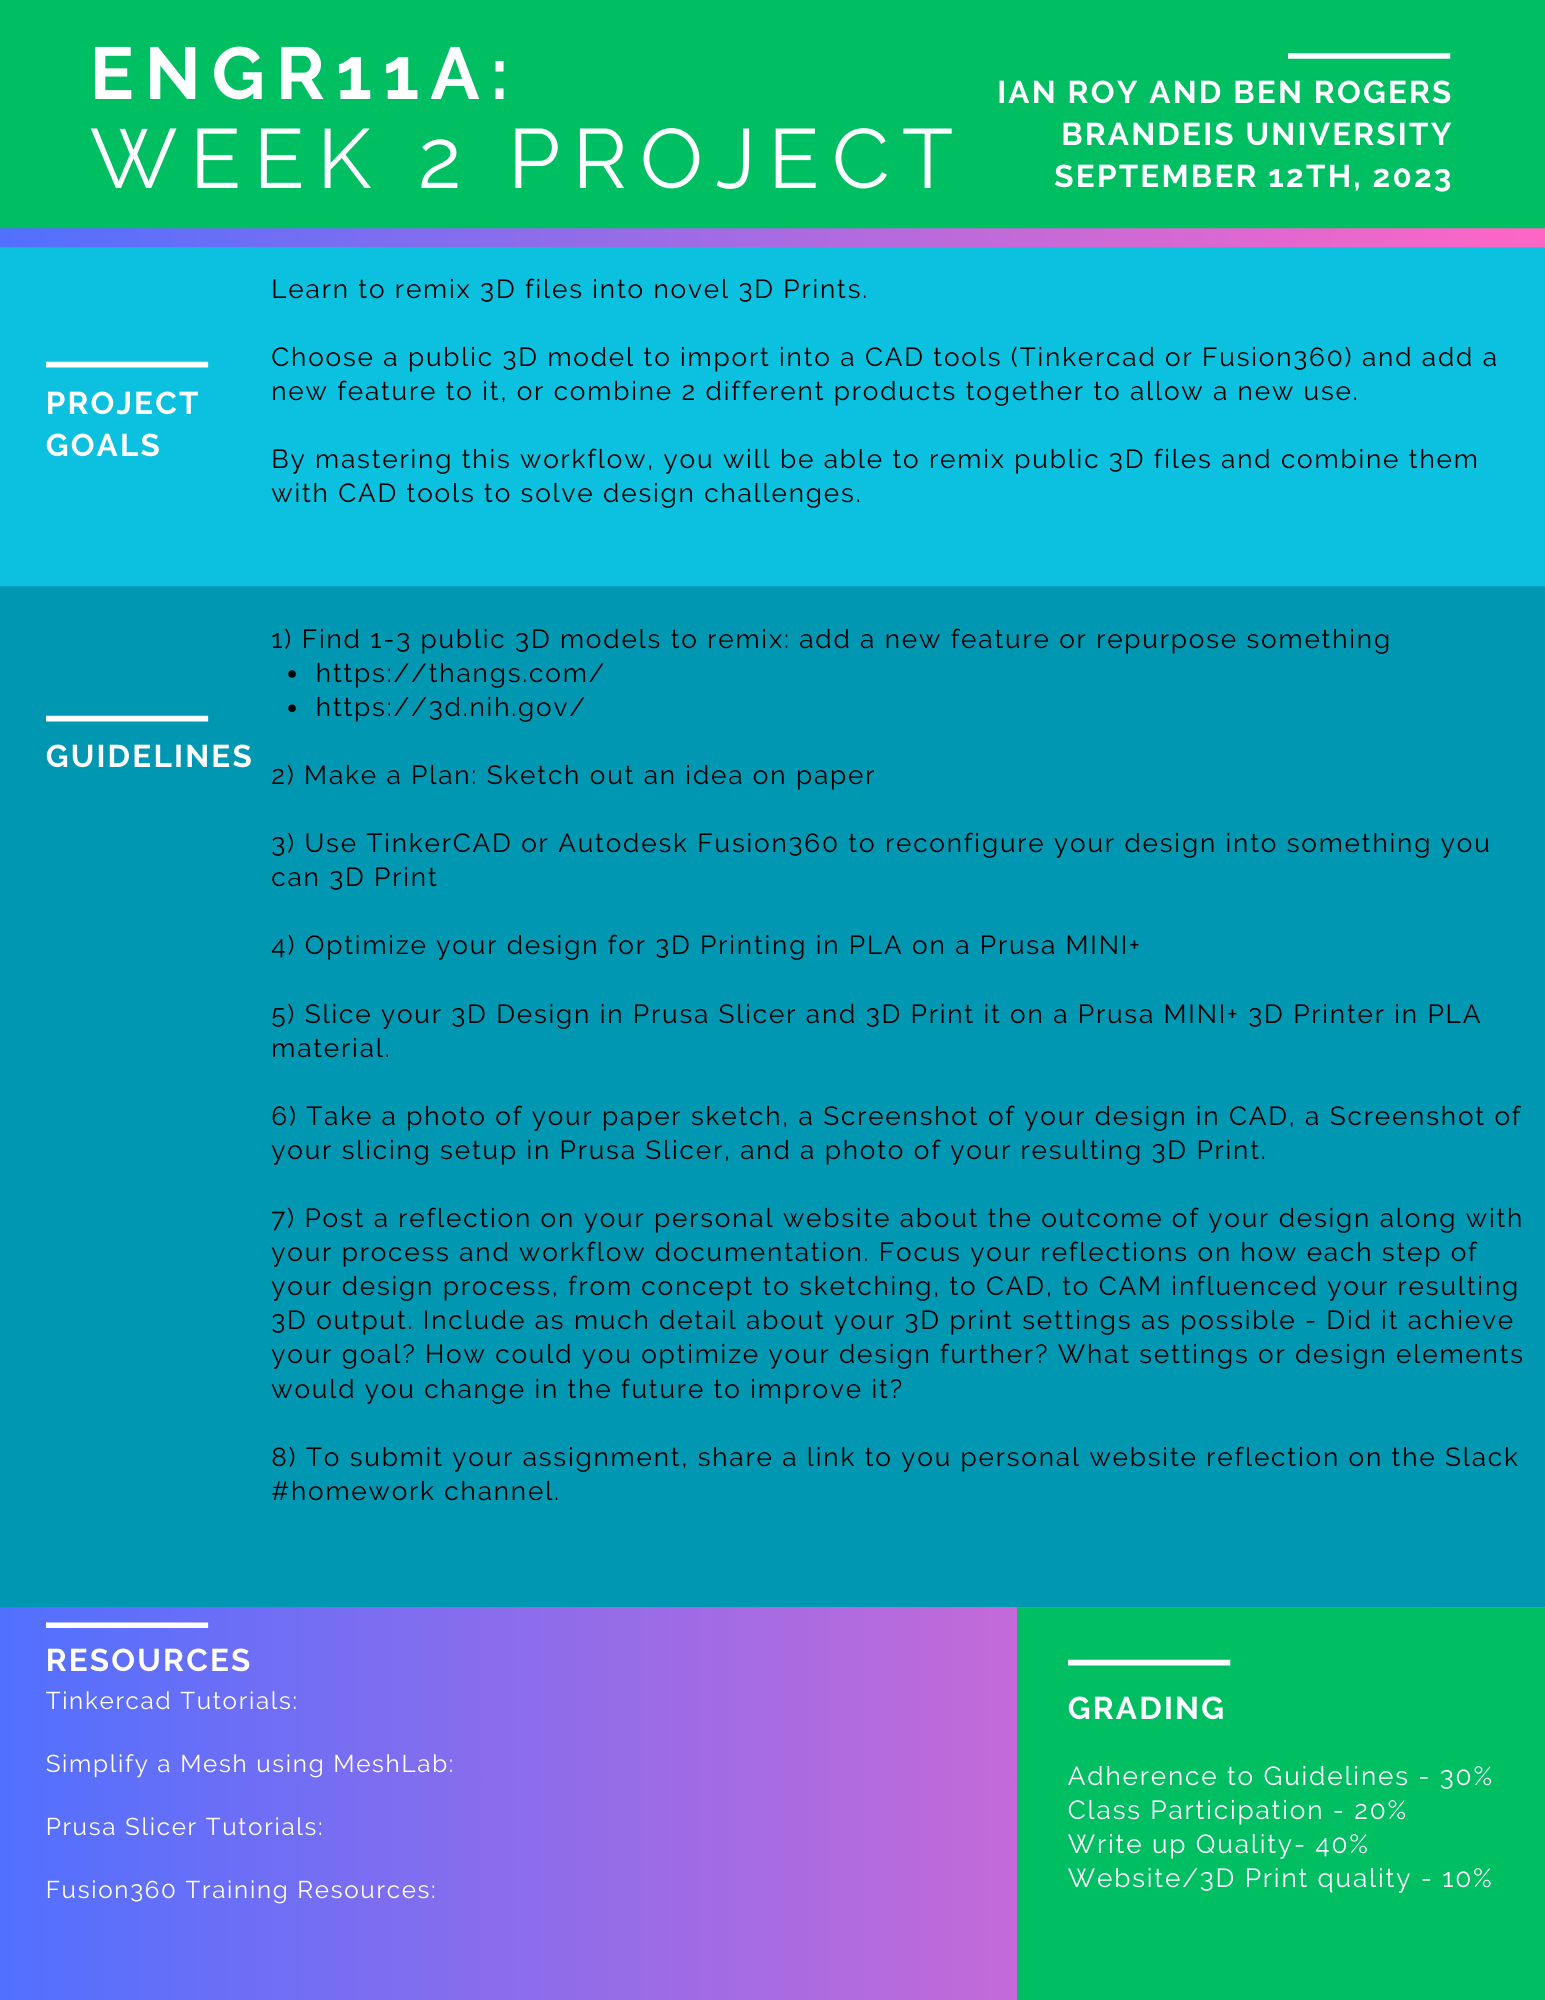 ENGR11A:
WEEK 2 PROJECT
IAN ROY AND BEN ROGERS
BRANDEIS UNIVERSITY
SEPTEMBER 12TH, 2023
PROJECT
GOALS
Learn to remix 3D files into novel 3D Prints.
Choose a public 3D model to import into a CAD tools (Tinkercad or Fusion360) and add a
new feature to it, or combine 2 different products together to allow a new use.
By mastering this workflow, you will be able to remix public 3D files and combine them
with CAD tools to solve design challenges.
GUIDELINES
1) Find 1-3 public 3D models to remix: add a new feature or repurpose something
• https://thangs.com/
• https://3d.nih.gov/
2) Make a Plan: Sketch out an idea on paper
3) Use TinkerCAD or Autodesk Fusion360 to reconfigure your design into something you
can 3D Print
4) Optimize your design for 3D Printing in PLA on a Prusa MINI+
5) Slice your 3D Design in Prusa Slicer and 3D Print it on a Prusa MINI+ 3D Printer in PLA
material.
6) Take a photo of your paper sketch, a Screenshot of your design in CAD, a Screenshot of
your slicing setup in Prusa Slicer, and a photo of your resulting 3D Print.
7) Post a reflection on your personal website about the outcome of your design along with
your process and workflow documentation. Focus your reflections on how each step of
your design process, from concept to sketching, to CAD, to CAM influenced your resulting
3D output. Include as much detail about your 3D print settings as possible - Did it achieve
your goal? How could you optimize your design further? What settings or design elements
would you change in the future to improve it?
8) To submit your assignment, share a link to you personal website reflection on the Slack
#homework channel.
RESOURCES
Tinkercad Tutorials:
Simplify a Mesh using MeshLab:
Prusa Slicer Tutorials:
Fusion360 Training Resources:
GRADING
Adherence to Guidelines - 30%
Class Participation - 20%
Write up Quality- 40%
Website/3D Print quality - 10%